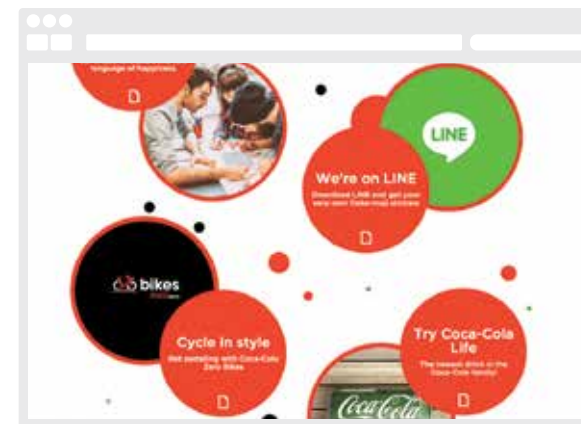 language of happiness.
LINE
We're on LINE
Download LINE and get your
very own Coke-moji stickers
bikes
Cycle in style
Get pedalling with Coca-Cola
Zero Bikes
Try Coca-Cola
Life
The newest drink in the
Coca-Cola family!
Coca-Cola